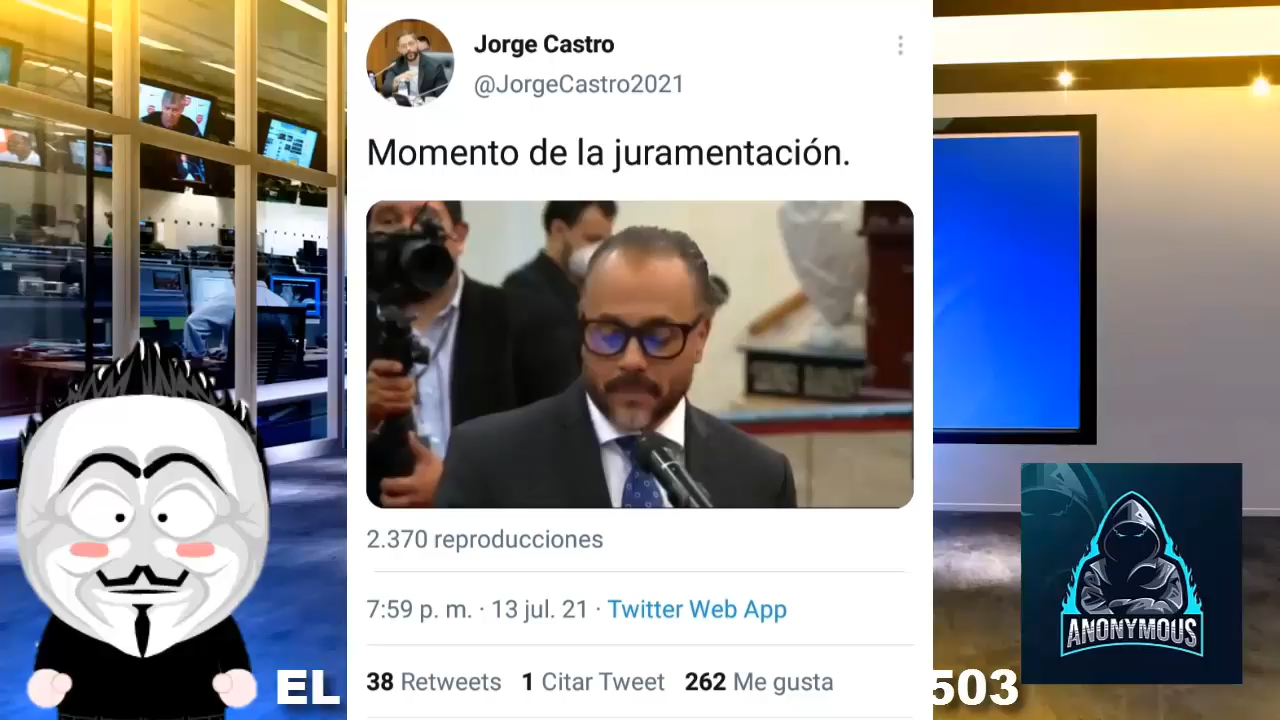 Jorge Castro
@JorgeCastro2021
Momento de la juramentación.
2.370 reproducciones
7:59 p. m. · 13 jul. 21 · Twitter Web App
38 Retweets 1 Citar Tweet 262 Me gusta
EL
503
ANONYMOUS